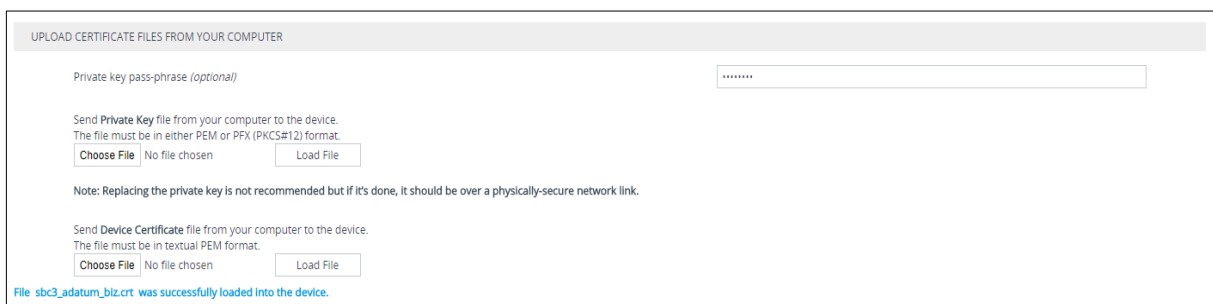 UPLOAD CERTIFICATE FILES FROM YOUR COMPUTER
Private key pass-phrase (optional) ........
Send Private Key file from your computer to the device.
The file must be in either PEM or PFX (PKCS#12) format.
Choose File No file chosen Load File
Note: Replacing the private key is not recommended but if it's done, it should be over a physically-secure network link.
Send Device Certificate file from your computer to the device.
The file must be in textual PEM format.
Choose File No file chosen Load File
File sbc3_adatum_biz.crt was successfully loaded into the device.